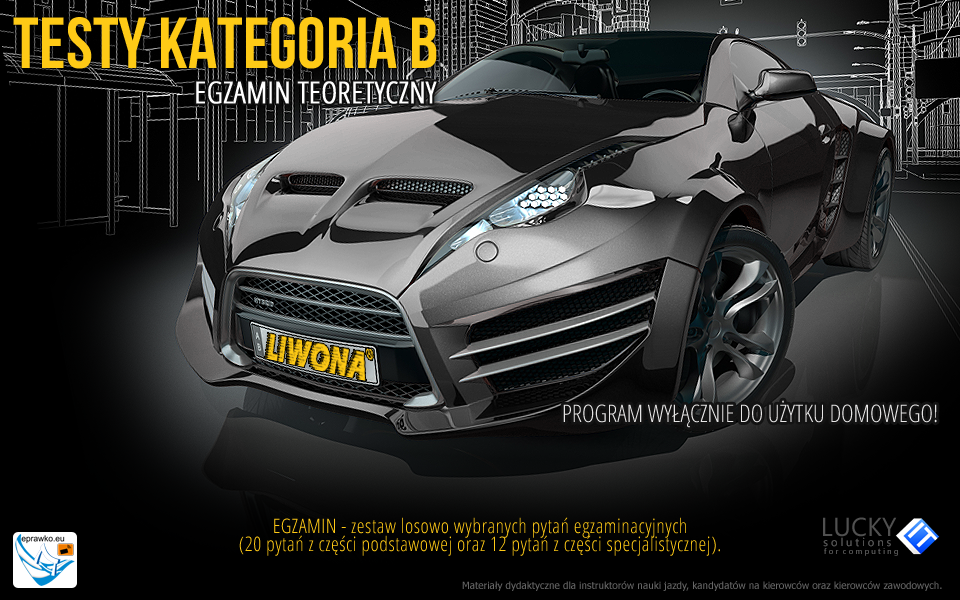 TESTY KATEGORIA B
EGZAMIN TEORETYCZNY
HYBRID
B
LIWONA
PROGRAM WYŁĄCZNIE DO UŻYTKU DOMOWEGO!
EGZAMIN - zestaw losowo wybranych pytań egzaminacyjnych
(20 pytań z części podstawowej oraz 12 pytań z części specjalistycznej).
eprawko.eu
LUCKY
solutions
for computing
Materiały dydaktyczne dla instruktorów nauki jazdy, kandydatów na kierowców oraz kierowców zawodowych.